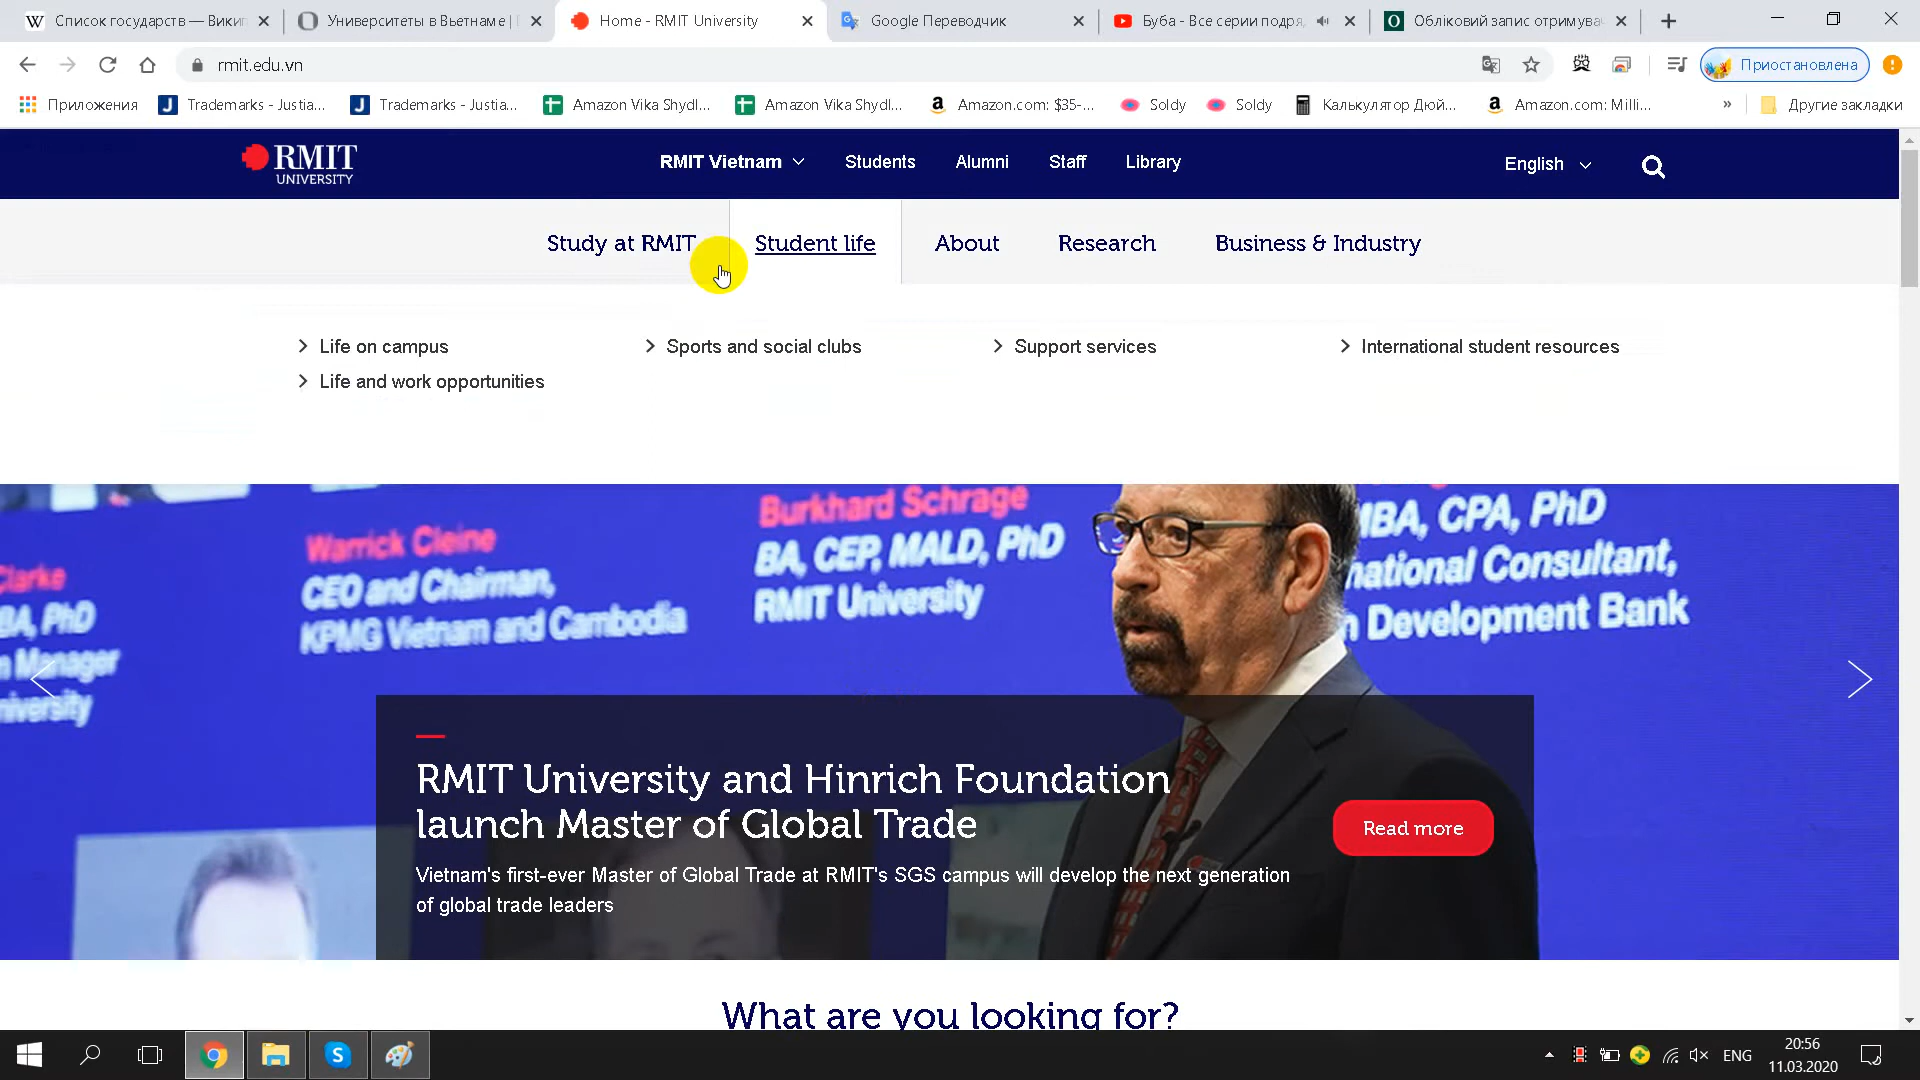 Список государств — Викип
Университеты в Вьетнаме |
Home - RMIT University
Google Переводчик
Буба - Все серии подря
Обліковий запис отримува
rmit.edu.vn
Приостановлена
Приложения
Trademarks - Justia...
Trademarks - Justia...
Amazon Vika Shydl...
Amazon Vika Shydl...
Amazon.com: $35-...
Soldy
Soldy
Калькулятор Дюй...
Amazon.com: Milli...
»
Другие закладки
RMIT
UNIVERSITY
RMIT Vietnam
Students
Alumni
Staff
Library
English
Study at RMIT
Student life
About
Research
Business & Industry
Life on campus
Sports and social clubs
Support services
International student resources
Life and work opportunities
Clarke
BA, PhD
n Manager
niversity
Warrick Cleine
CEO and Chairman,
KPMG Vietnam and Cambodia
Burkhard Schrage
BA, CEP, MALD, PhD
RMIT University
MBA, CPA, PhD
national Consultant,
n Development Bank
RMIT University and Hinrich Foundation
launch Master of Global Trade
Vietnam's first-ever Master of Global Trade at RMIT's SGS campus will develop the next generation
of global trade leaders
Read more
What are you looking for?
ENG
20:56
11.03.2020